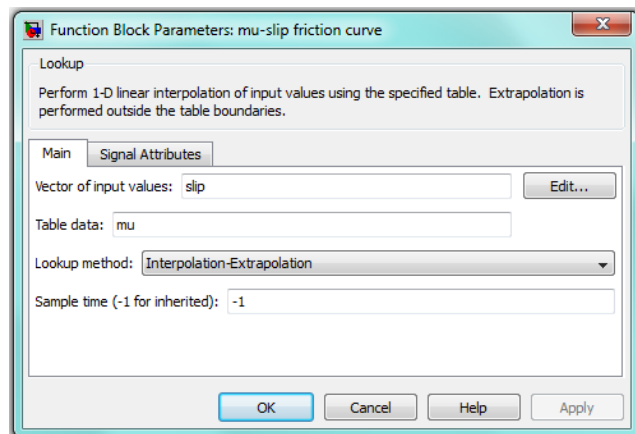 Function Block Parameters: mu-slip friction curve
Lookup
Perform 1-D linear interpolation of input values using the specified table. Extrapolation is
performed outside the table boundaries.
Main Signal Attributes
Vector of input values: slip Edit...
Table data: mu
Lookup method: Interpolation-Extrapolation
Sample time (-1 for inherited): -1
OK Cancel Help Apply